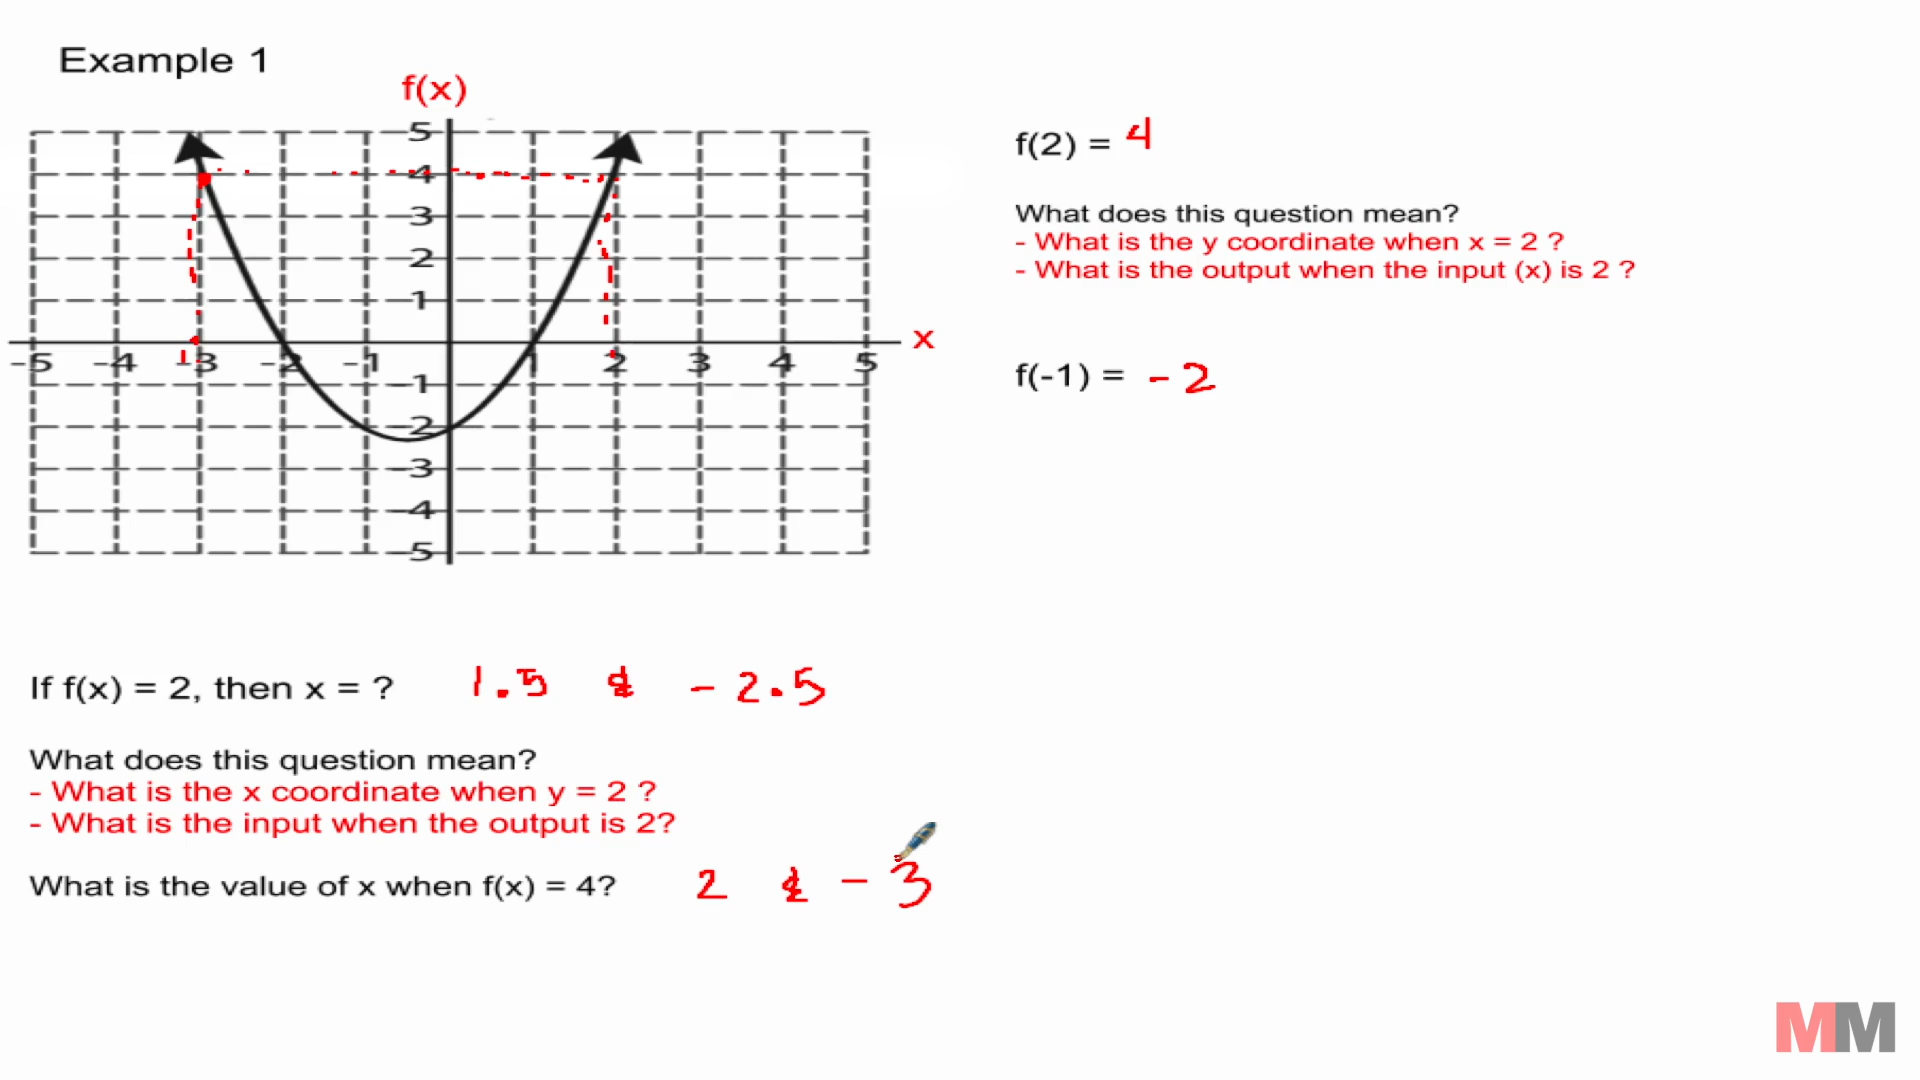 Example 1
f(x)
5
4
3
2
1
x
-5 -4 -3 -2 -1 1 2 3 4 5
-1
-2
-3
-4
-5
f(2) = 4
What does this question mean?
- What is the y coordinate when x = 2 ?
- What is the output when the input (x) is 2 ?
f(-1) = - 2
If f(x) = 2, then x = ? 1.5 & - 2.5
What does this question mean?
- What is the x coordinate when y = 2 ?
- What is the input when the output is 2?
What is the value of x when f(x) = 4? 2 & - 3
MM